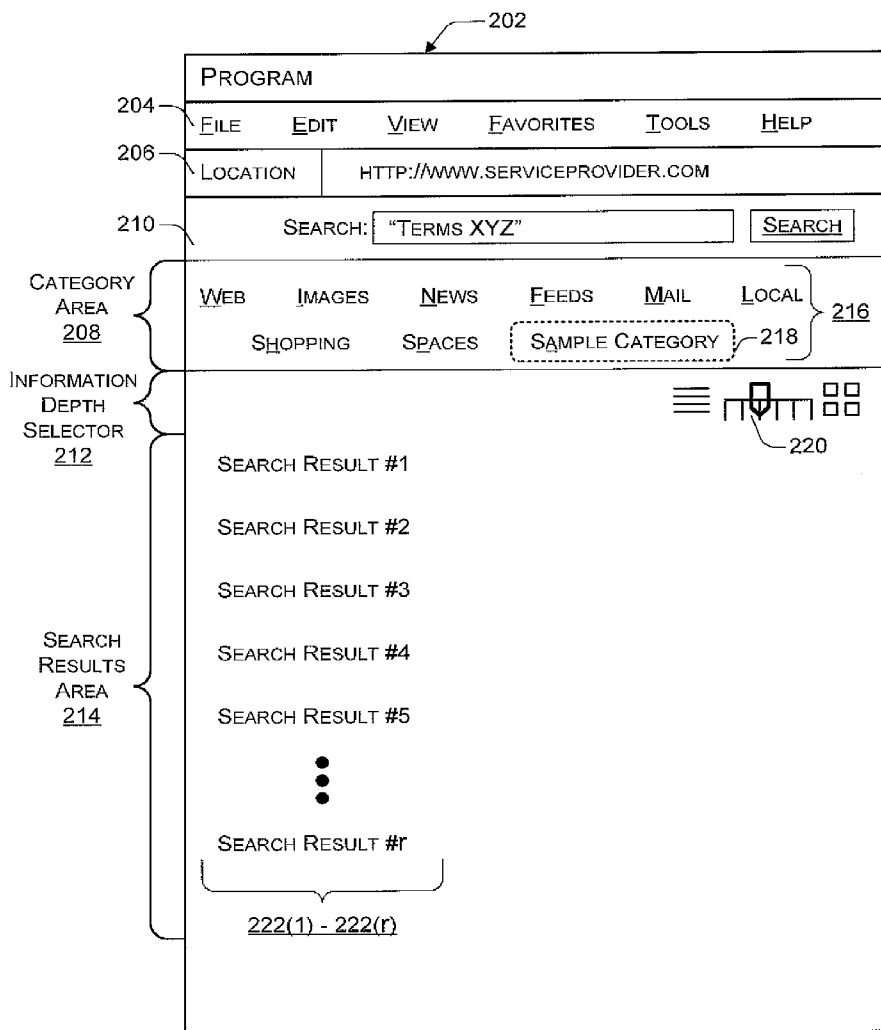 202
PROGRAM
204
FILE EDIT VIEW FAVORITES TOOLS HELP
206
LOCATION HTTP://WWW.SERVICEPROVIDER.COM
210
SEARCH: "TERMS XYZ" SEARCH
CATEGORY
AREA
208
WEB IMAGES NEWS FEEDS MAIL LOCAL
216
SHOPPING SPACES SAMPLE CATEGORY
218
INFORMATION
DEPTH
SELECTOR
212
220
SEARCH RESULT #1
SEARCH RESULT #2
SEARCH RESULT #3
SEARCH
RESULTS
AREA
214
SEARCH RESULT #4
SEARCH RESULT #5
SEARCH RESULT #r
222(1) - 222(r)